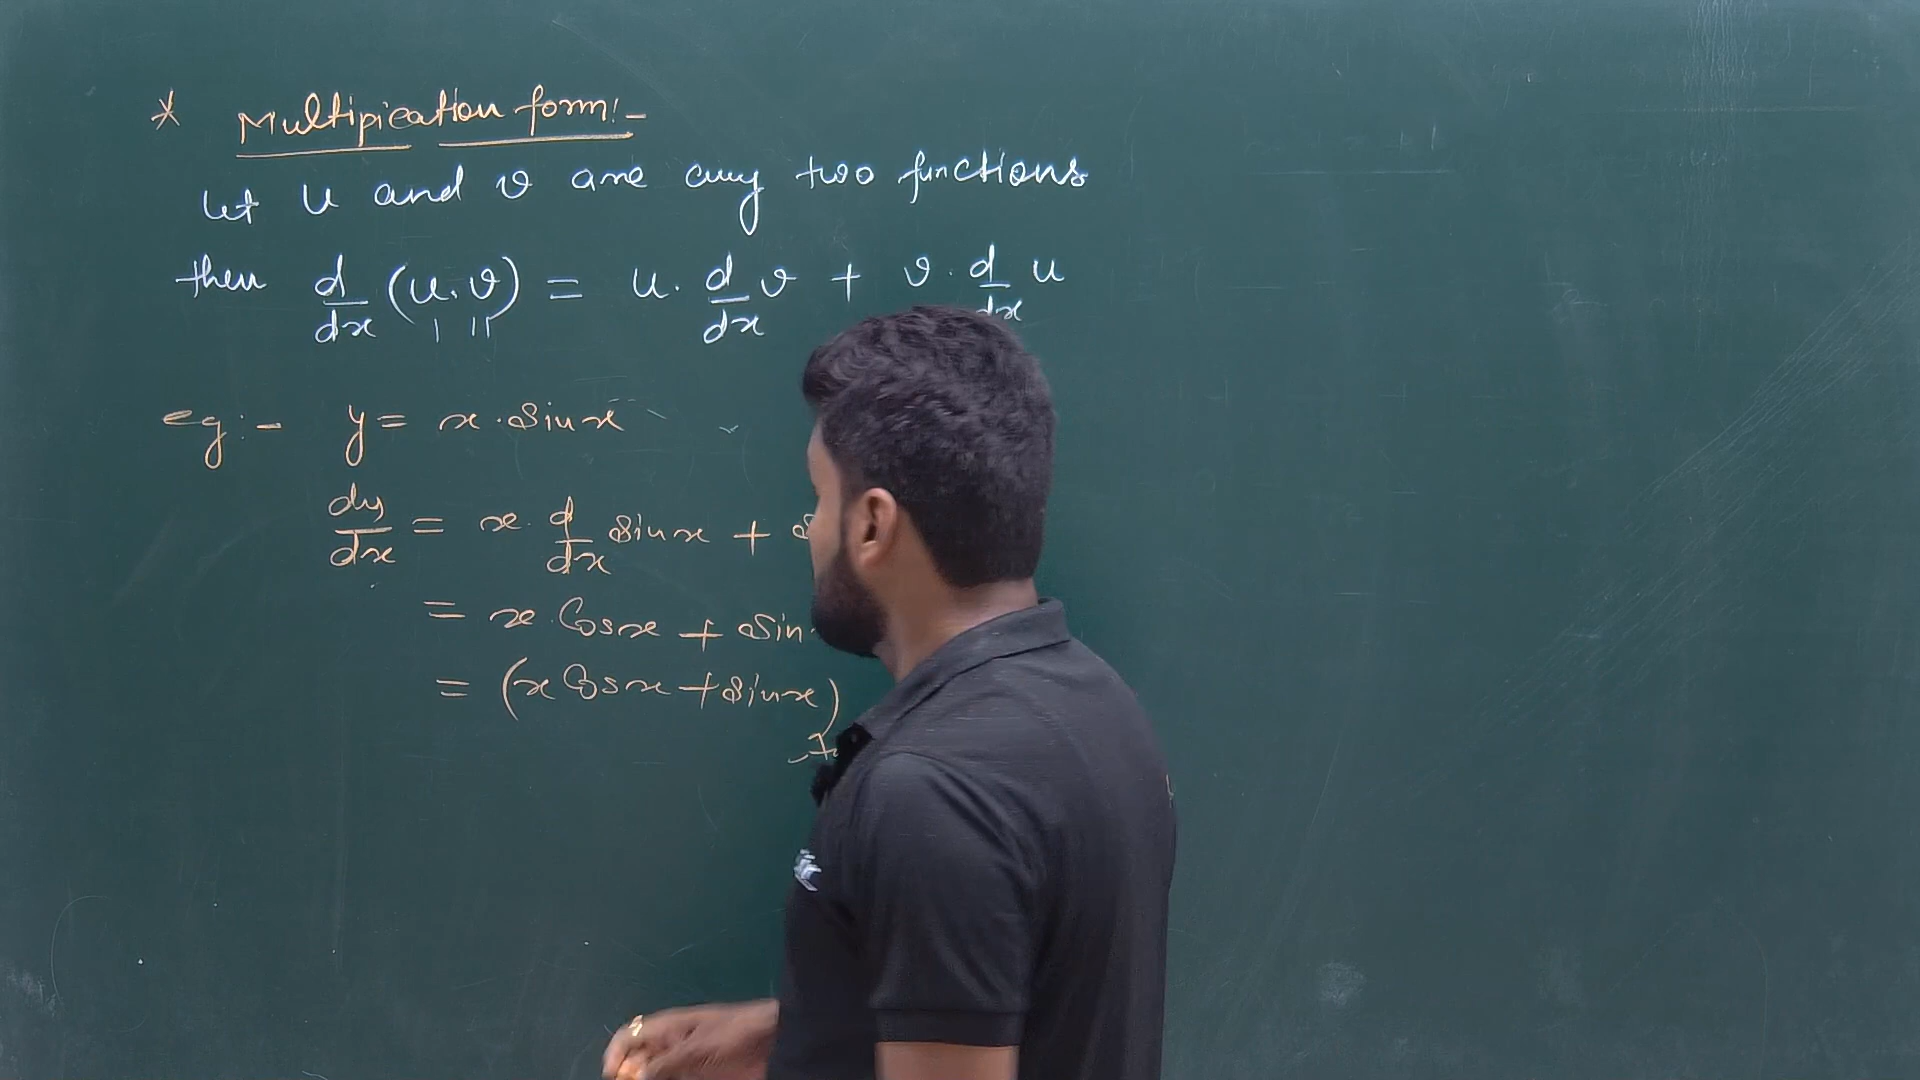 * Multipication form:-
Let u and v are any two functions
then d/dx (u.v) = u. d/dx v + v. d/dx u
I II
eg:- y = x.sinx
dy/dx = x. d/dx sinx +
= x.Cosx + sin
= (x Cosx + sinx)